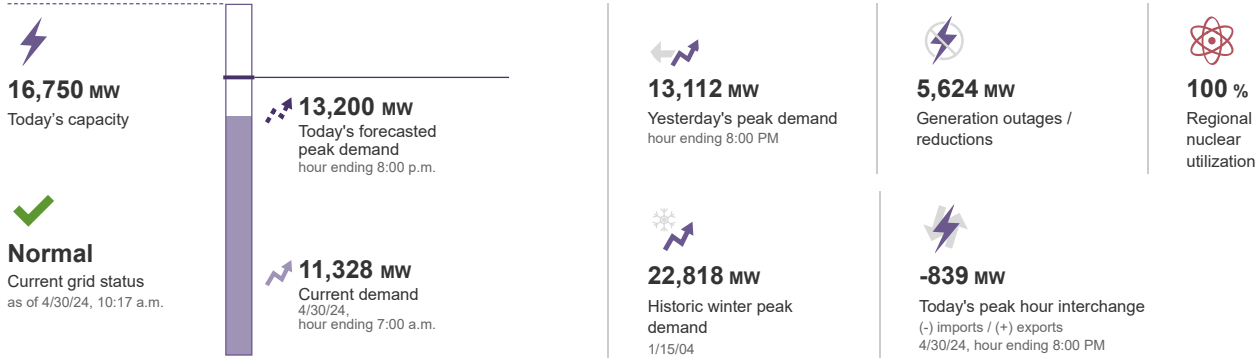 16,750 MW
Today's capacity
Normal
Current grid status
as of 4/30/24, 10:17 a.m.
13,200 MW
Today's forecasted
peak demand
hour ending 8:00 p.m.
11,328 MW
Current demand
4/30/24,
hour ending 7:00 a.m.
13,112 MW
Yesterday's peak demand
hour ending 8:00 PM
5,624 MW
Generation outages /
reductions
100 %
Regional
nuclear
utilization
22,818 MW
Historic winter peak
demand
1/15/04
-839 MW
Today's peak hour interchange
(-) imports / (+) exports
4/30/24, hour ending 8:00 PM